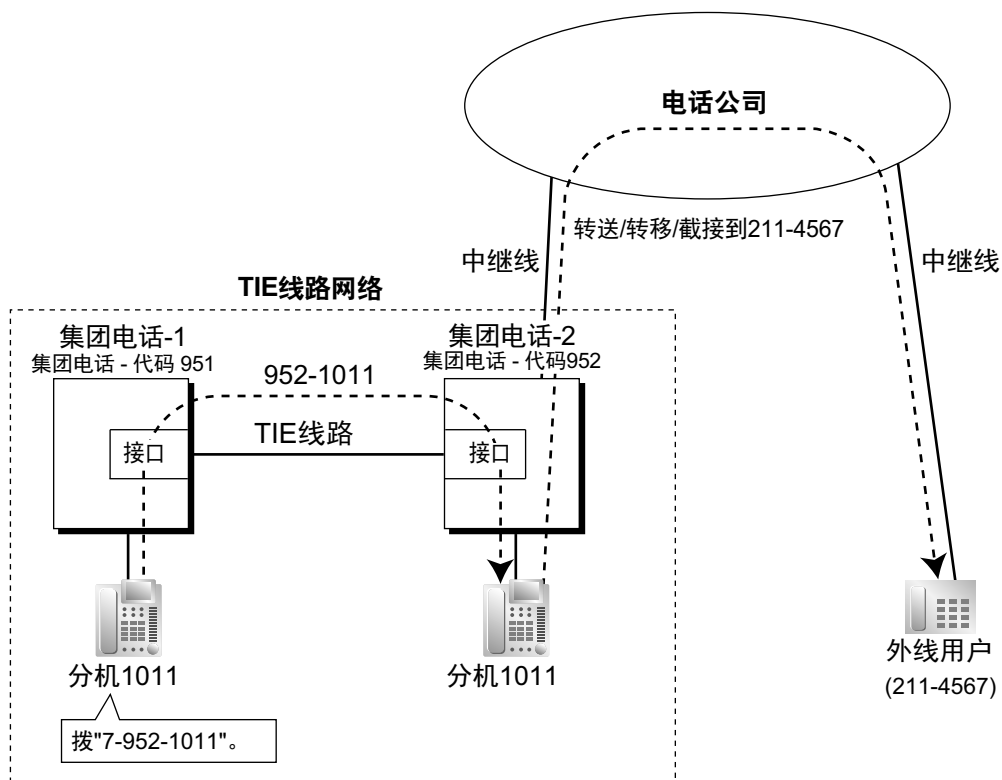 电话公司
转送/转移/截接到211-4567
中继线
中继线
TIE线路网络
集团电话-1
集团电话 - 代码 951
集团电话-2
集团电话 - 代码952
952-1011
TIE线路
接口
接口
分机1011
分机1011
外线用户
(211-4567)
拨"7-952-1011"。